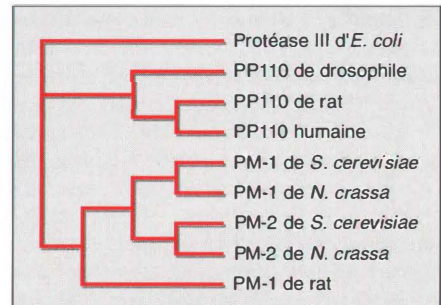 Protéase III d'E. coli
PP110 de drosophile
PP110 de rat
PP110 humaine
PM-1 de S. cerevisiae
PM-1 de N. crassa
PM-2 de S. cerevisiae
PM-2 de N. crassa
PM-1 de rat